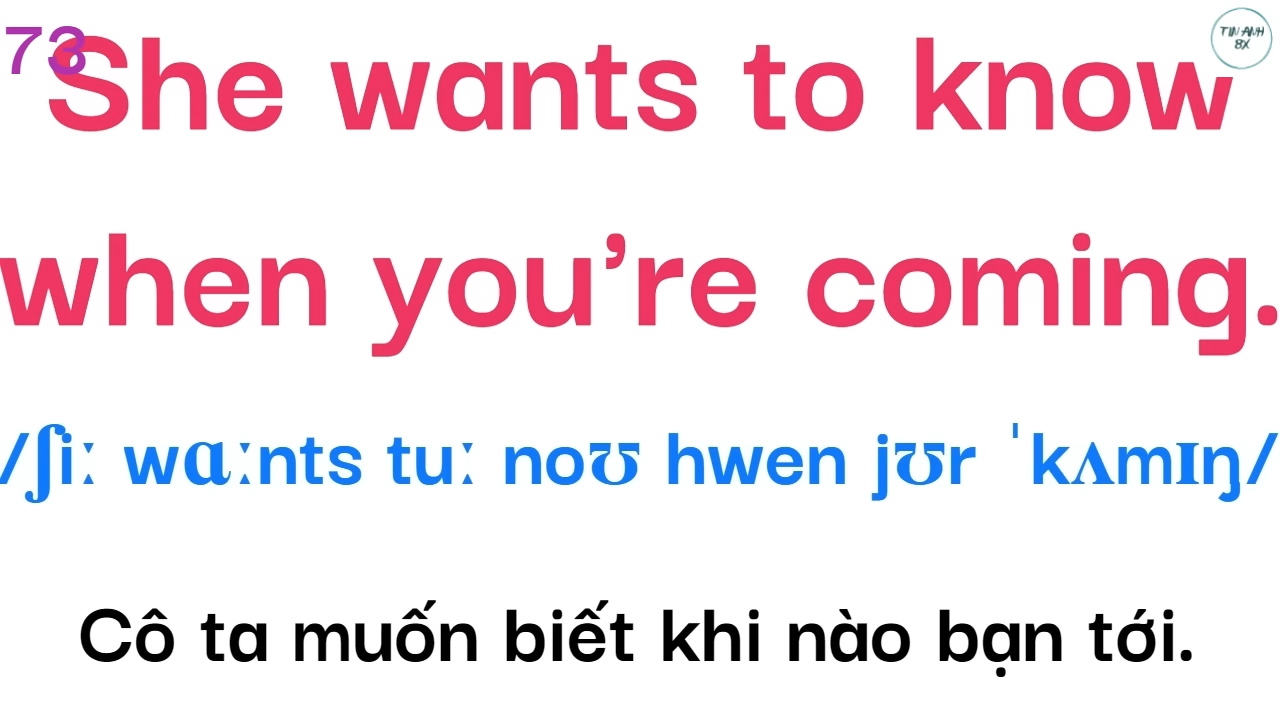 73
TIN ANH
8X
She wants to know
when you’re coming.
/ʃiː wɑːnts tuː noʊ hwen jʊr ˈkʌmɪŋ/
Cô ta muốn biết khi nào bạn tới.